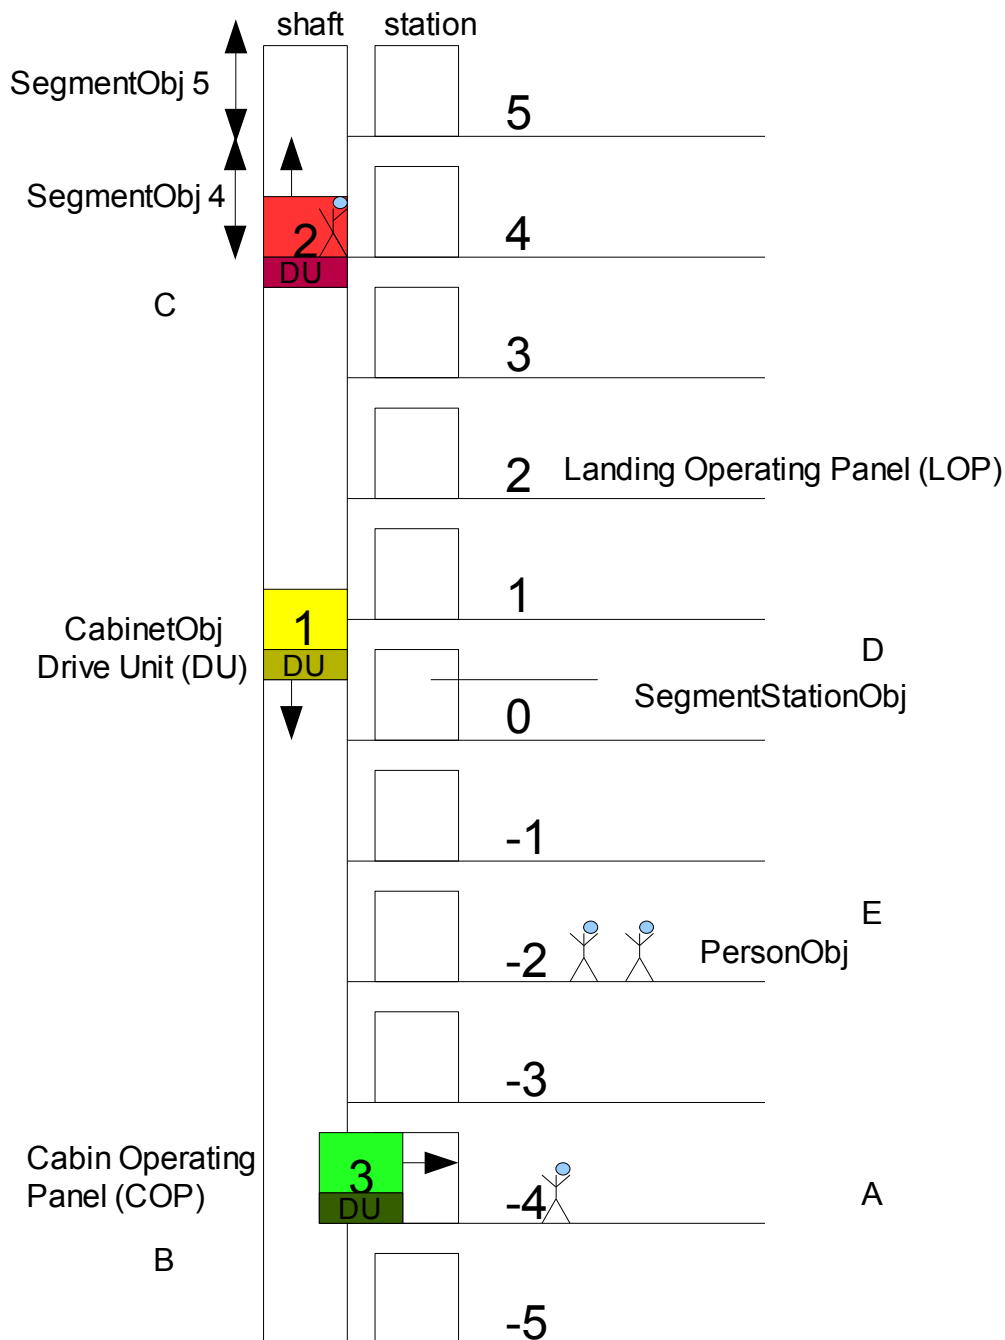 shaft station
SegmentObj 5
5
SegmentObj 4
2
4
DU
C
3
2 Landing Operating Panel (LOP)
1
CabinetObj
Drive Unit (DU)
1
DU
D
SegmentStationObj
0
-1
E
-2
PersonObj
-3
Cabin Operating
Panel (COP)
3
DU
-4
A
B
-5